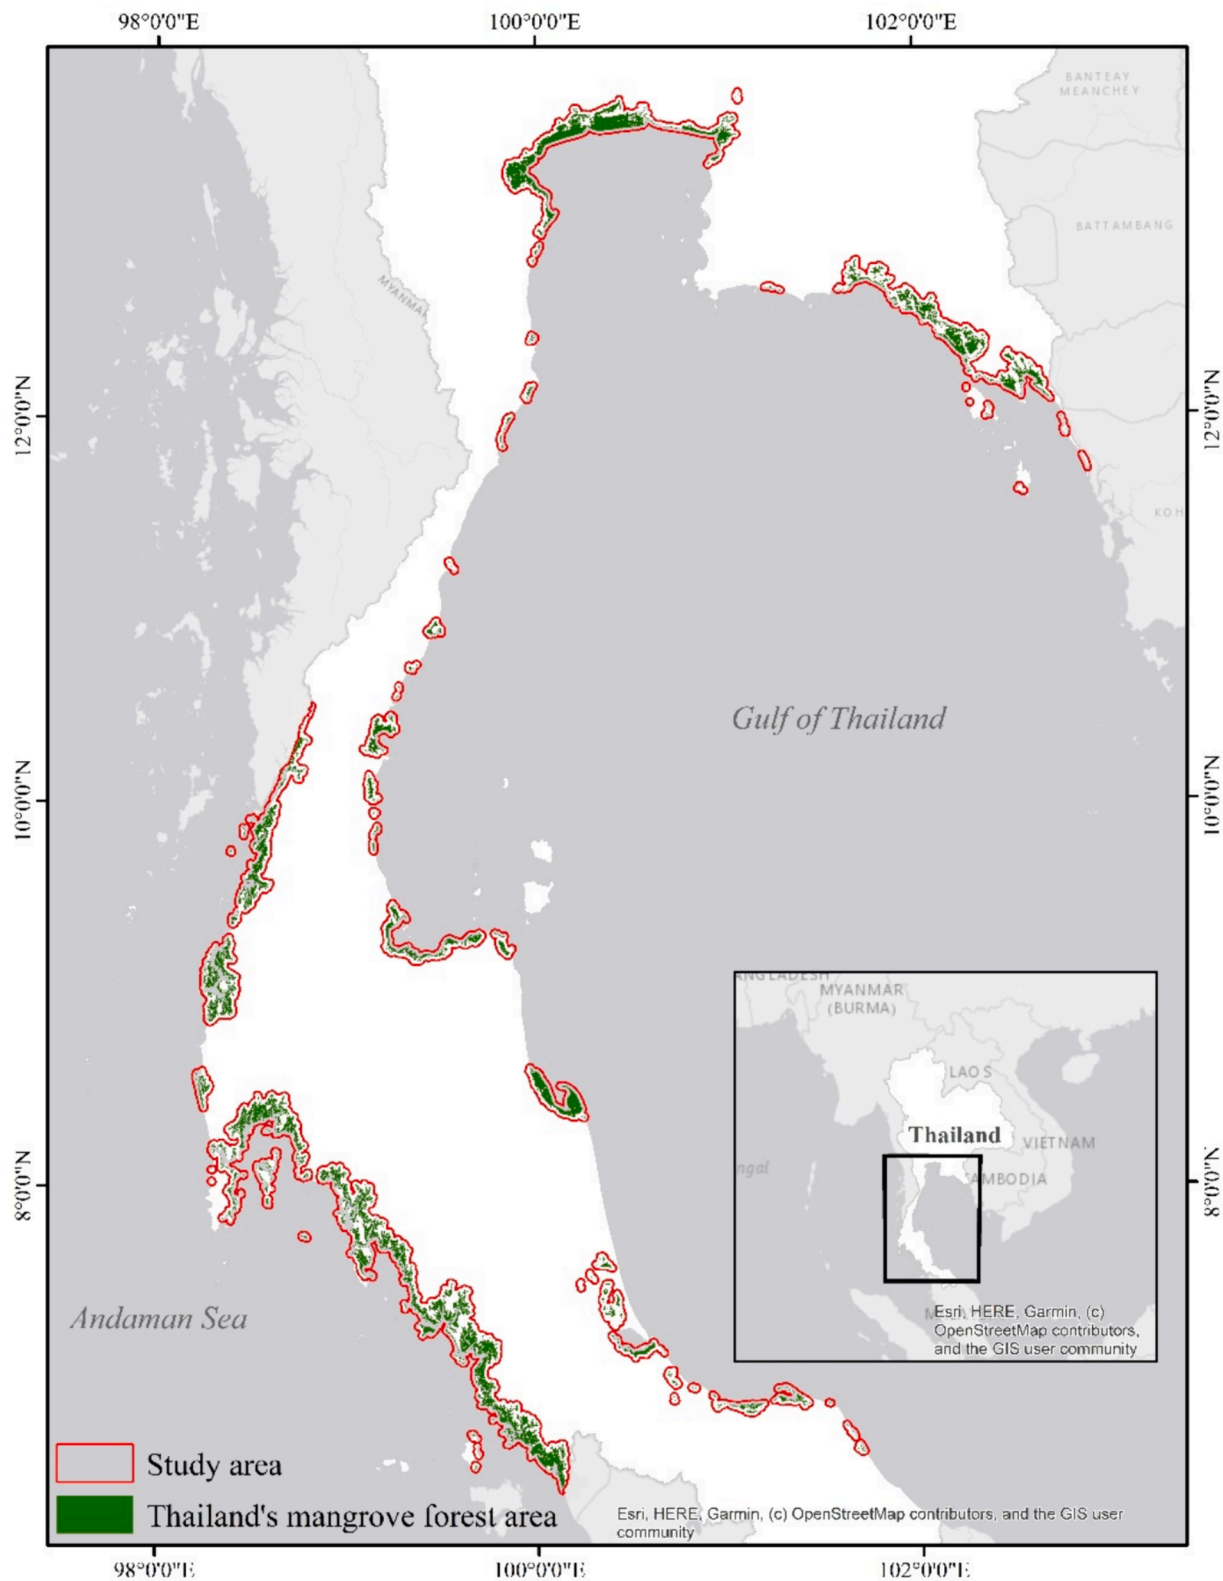 98°0'0"E
100°0'0"E
102°0'0"E
BANTEAY
MEANCHEY
BATTAMBANG
MYANMAR
12°0'0"N
12°0'0"N
KOH
Gulf of Thailand
10°0'0"N
10°0'0"N
ANGLADESH
MYANMAR
(BURMA)
LAOS
Thailand
VIETNAM
AMBODIA
ngal
8°0'0"N
8°0'0"N
Andaman Sea
Esri, HERE, Garmin, (c)
OpenStreetMap contributors,
and the GIS user community
Study area
Thailand's mangrove forest area
Esri, HERE, Garmin, (c) OpenStreetMap contributors, and the GIS user
community
98°0'0"E
100°0'0"E
102°0'0"E